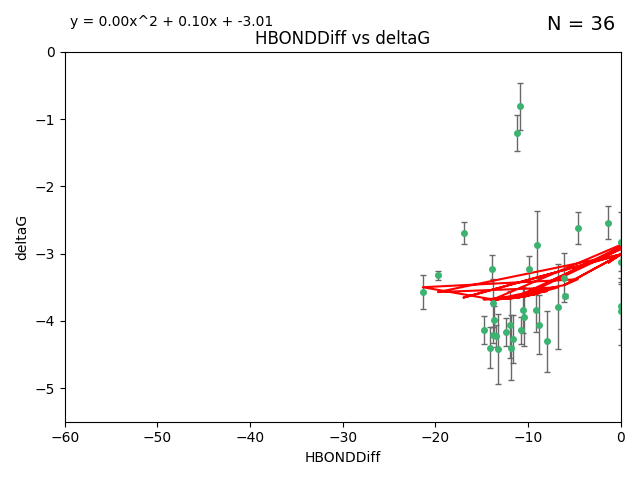 y = 0.00x^2 + 0.10x + -3.01
N = 36
HBONDDiff vs deltaG
deltaG
0
−1
−2
−3
−4
−5
−60
−50
−40
−30
−20
−10
0
HBONDDiff